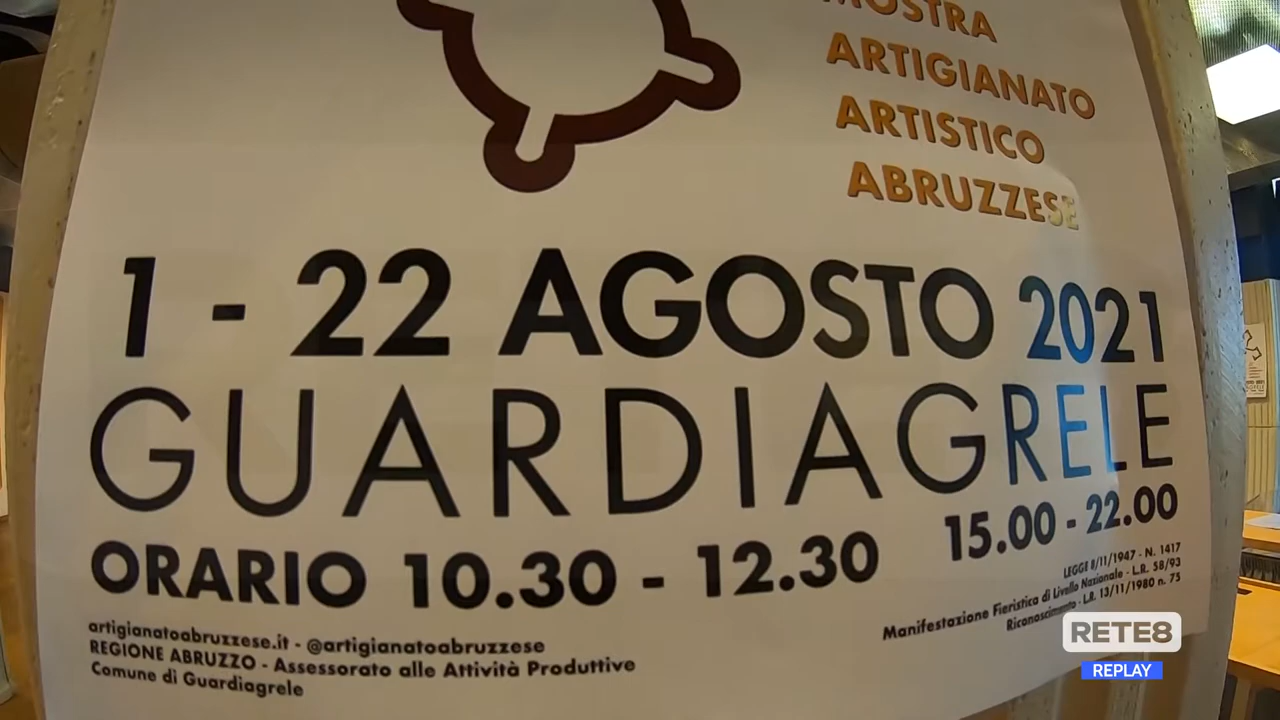 MOSTRA
ARTIGIANATO
ARTISTICO
ABRUZZESE
1 - 22 AGOSTO 2021
GUARDIAGRELE
ORARIO 10.30 - 12.30 15.00 - 22.00
artigianatoabruzzese.it - @artigianatoabruzzese
REGIONE ABRUZZO - Assessorato alle Attività Produttive
Comune di Guardiagrele
LEGGE 8/11/1947 - N. 1417
Manifestazione Fieristica di Livello Nazionale - L.R. 58/93
Riconoscimento - L.R. 13/11/1980 n. 75
RETE8
REPLAY